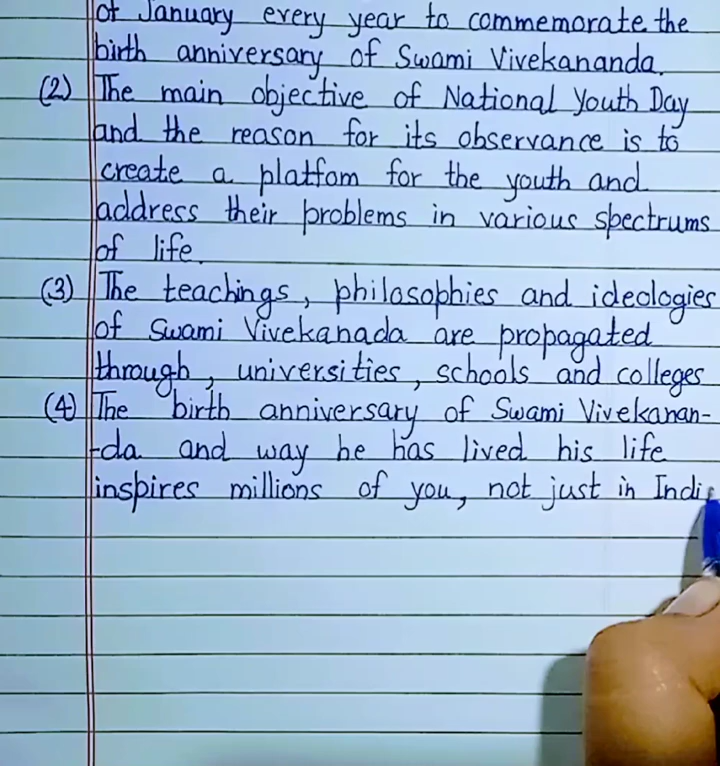 of January every year to commemorate the
birth anniversary of Swami Vivekananda.
(2) The main objective of National Youth Day
and the reason for its observance is to
create a platfom for the youth and
address their problems in various spectrums
of life.
(3) The teachings, philosophies and ideologies
of Swami Vivekanada are propagated
through, universities, schools and colleges
(4) The birth anniversary of Swami Vivekanan-
-da and way he has lived his life
inspires millions of you, not just in Indi